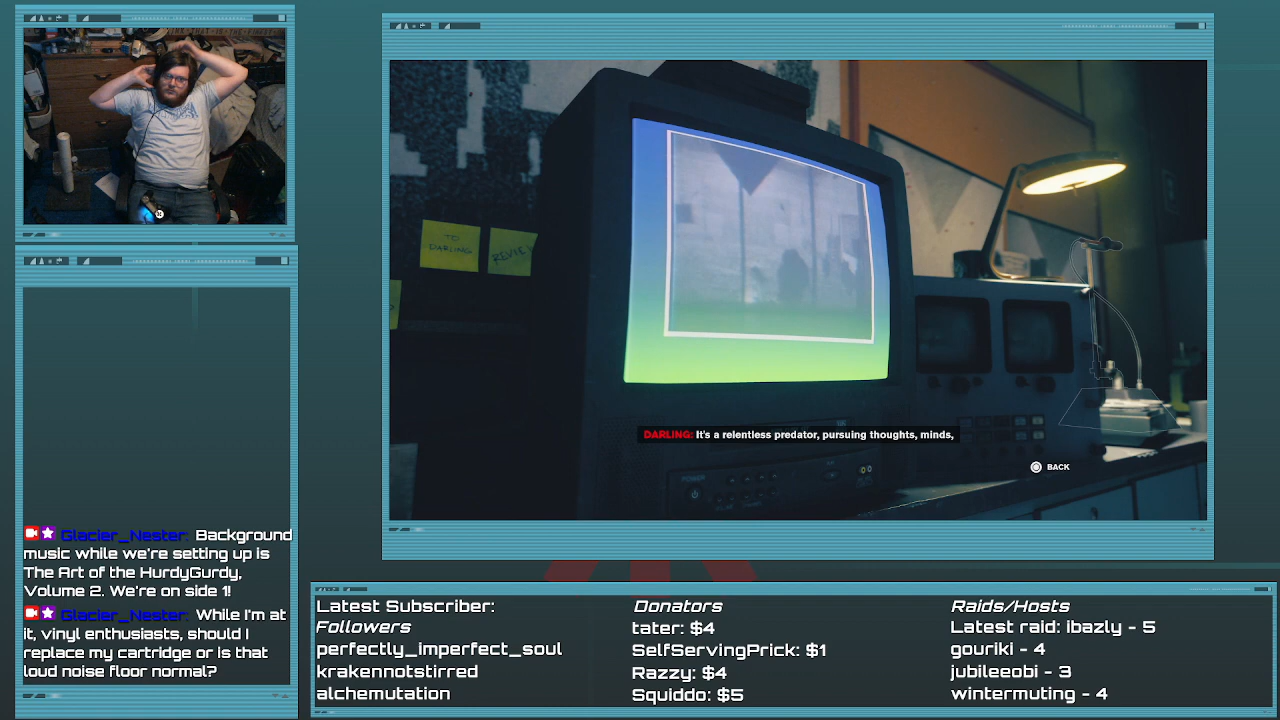 TO
DARLING
REVIEW
DARLING: It's a relentless predator, pursuing thoughts, minds,
BACK
POWER
Glacier_Nester: Background
music while we're setting up is
The Art of the HurdyGurdy,
Volume 2. We're on side 1!
Glacier_Nester: While I'm at
it, vinyl enthusiasts, should I
replace my cartridge or is that
loud noise floor normal?
Latest Subscriber:
Followers
perfectly_imperfect_soul
krakennotstirred
alchemutation
Donators
tater: $4
SelfServingPrick: $1
Razzy: $4
Squiddo: $5
Raids/Hosts
Latest raid: ibazly - 5
gouriki - 4
jubileeobi - 3
wintermuting - 4